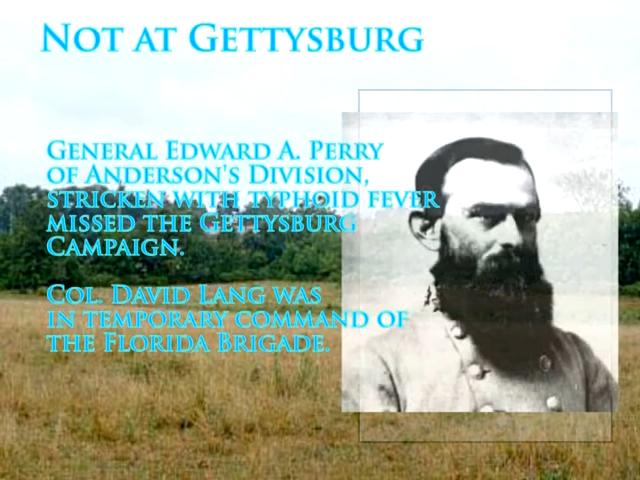 Not at Gettysburg
General Edward A. Perry
of Anderson's Division,
stricken with typhoid fever
missed the Gettysburg
Campaign.
Col. David Lang was
in temporary command of
the Florida Brigade.